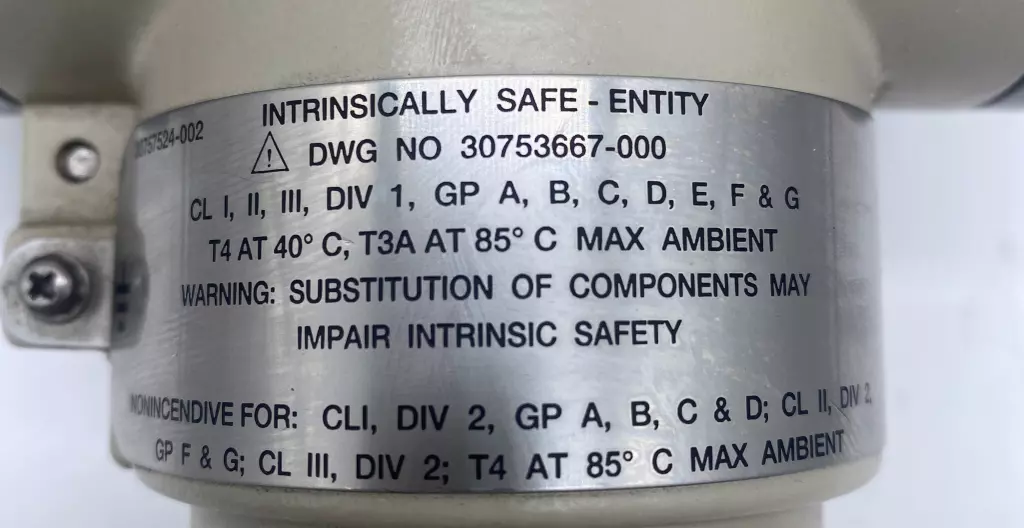 30757524-002
INTRINSICALLY SAFE - ENTITY
DWG NO 30753667-000
CL I, II, III, DIV 1, GP A, B, C, D, E, F & G
T4 AT 40° C, T3A AT 85° C MAX AMBIENT
WARNING: SUBSTITUTION OF COMPONENTS MAY
IMPAIR INTRINSIC SAFETY
NONINCENDIVE FOR: CLI, DIV 2, GP A, B, C & D; CL II, DIV 2,
GP F & G; CL III, DIV 2; T4 AT 85° C MAX AMBIENT